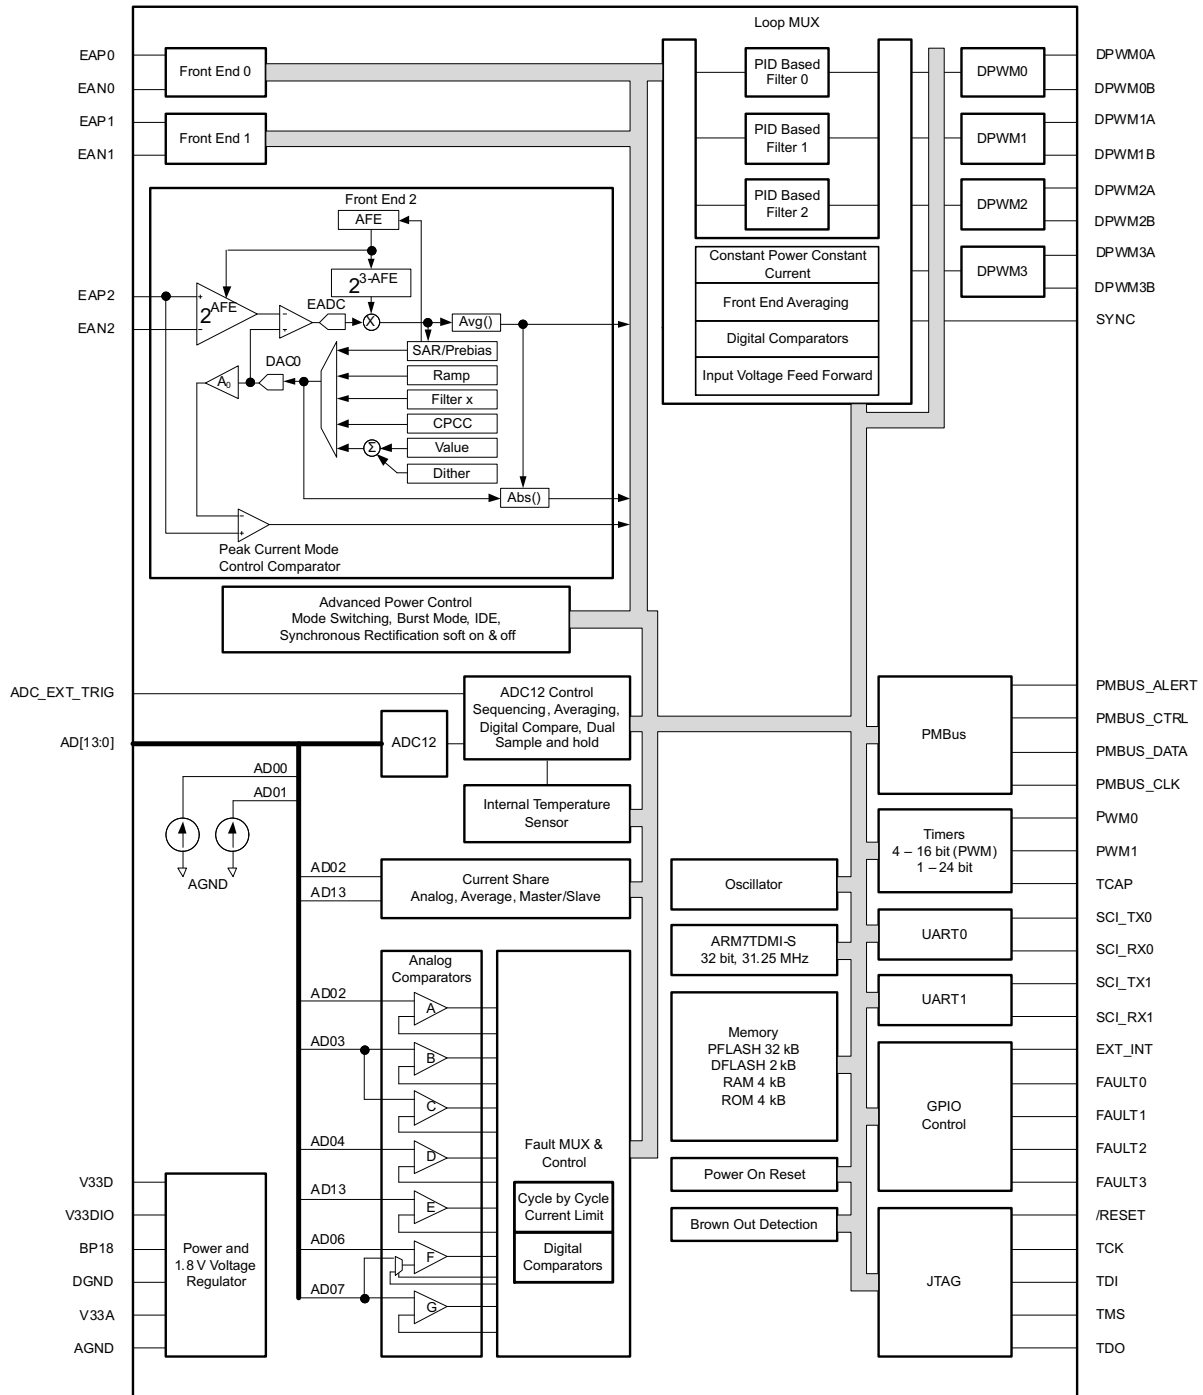 Loop MUX
EAP0
EAN0
EAP1
EAN1
EAP2
EAN2
Front End 0
Front End 1
Front End 2
AFE
2^3-AFE
2^AFE
EADC
X
Avg()
DAC0
A0
SAR/Prebias
Ramp
Filter x
CPCC
Value
Dither
Σ
Abs()
Peak Current Mode
Control Comparator
PID Based
Filter 0
PID Based
Filter 1
PID Based
Filter 2
Constant Power Constant
Current
Front End Averaging
Digital Comparators
Input Voltage Feed Forward
DPWM0
DPWM1
DPWM2
DPWM3
DPWM0A
DPWM0B
DPWM1A
DPWM1B
DPWM2A
DPWM2B
DPWM3A
DPWM3B
SYNC
Advanced Power Control
Mode Switching, Burst Mode, IDE,
Synchronous Rectification soft on & off
ADC_EXT_TRIG
AD[13:0]
ADC12
ADC12 Control
Sequencing, Averaging,
Digital Compare, Dual
Sample and hold
AD00
AD01
AGND
Internal Temperature
Sensor
AD02
AD13
Current Share
Analog, Average, Master/Slave
Analog
Comparators
AD02
AD03
AD04
AD13
AD06
AD07
A
B
C
D
E
F
G
Fault MUX &
Control
Cycle by Cycle
Current Limit
Digital
Comparators
V33D
V33DIO
BP18
DGND
V33A
AGND
Power and
1.8 V Voltage
Regulator
Oscillator
ARM7TDMI-S
32 bit, 31.25 MHz
Memory
PFLASH 32 kB
DFLASH 2 kB
RAM 4 kB
ROM 4 kB
Power On Reset
Brown Out Detection
PMBus
Timers
4 – 16 bit (PWM)
1 – 24 bit
UART0
UART1
GPIO
Control
JTAG
PMBUS_ALERT
PMBUS_CTRL
PMBUS_DATA
PMBUS_CLK
PWM0
PWM1
TCAP
SCI_TX0
SCI_RX0
SCI_TX1
SCI_RX1
EXT_INT
FAULT0
FAULT1
FAULT2
FAULT3
/RESET
TCK
TDI
TMS
TDO